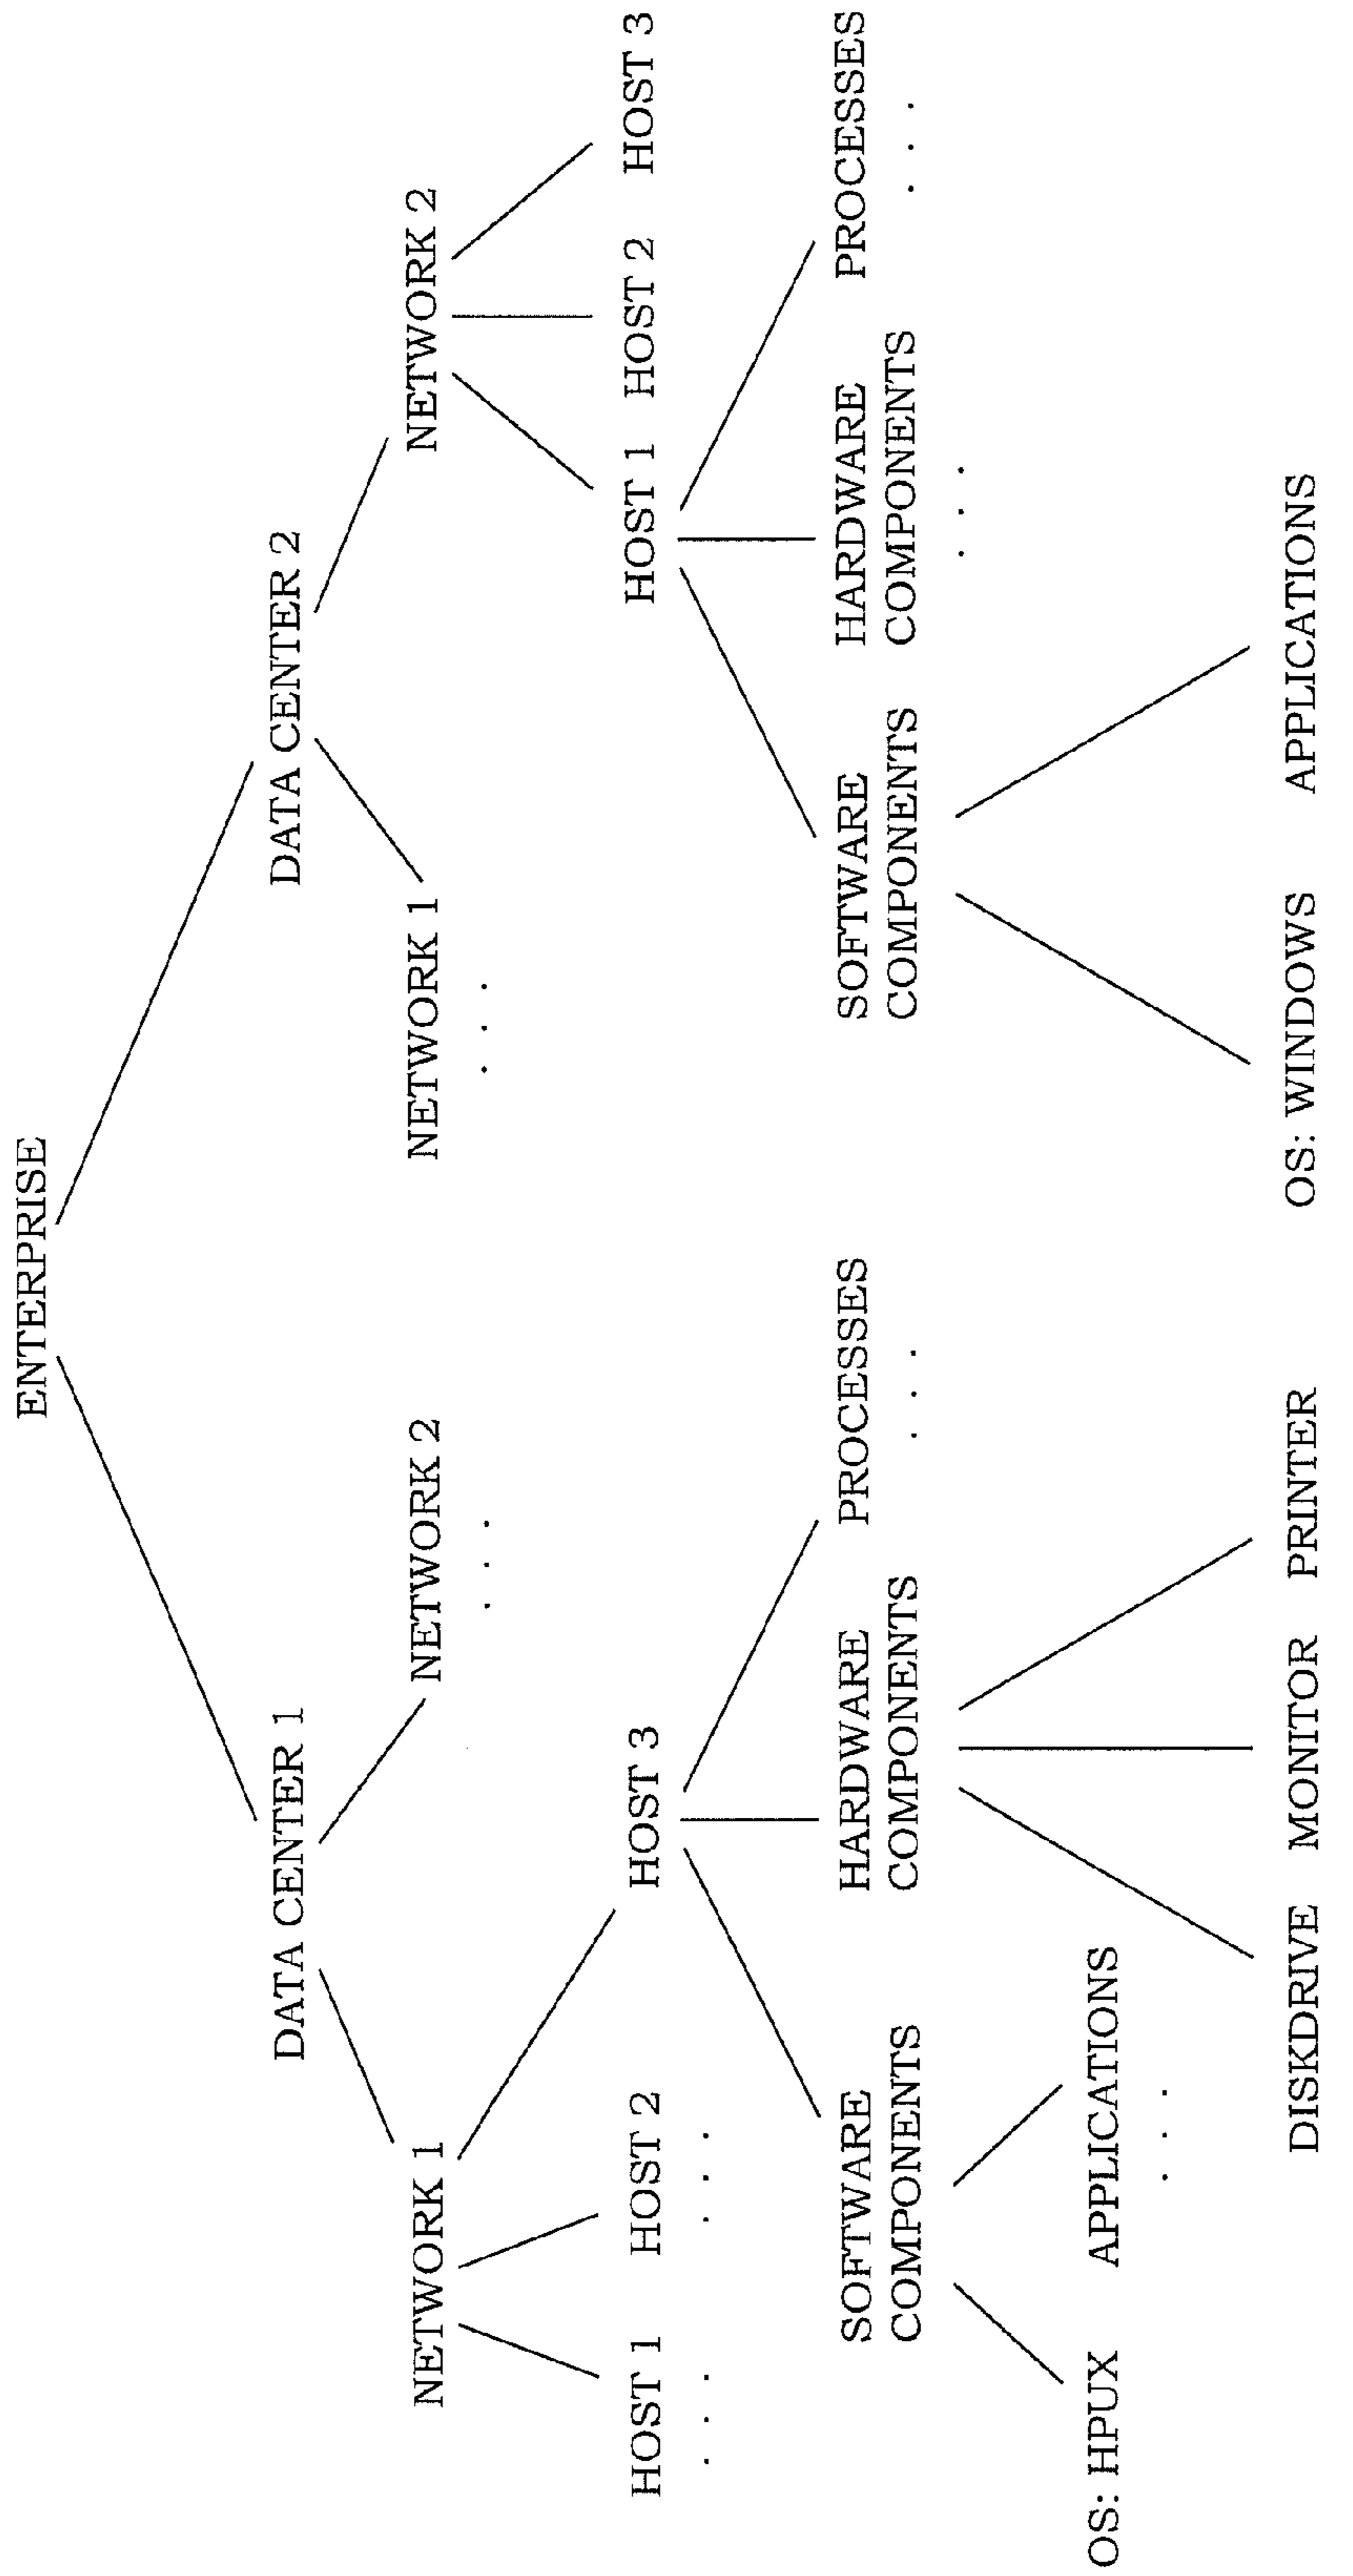 ENTERPRISE
DATA CENTER 1
DATA CENTER 2
NETWORK 1
NETWORK 2
. . .
NETWORK 1
. . .
NETWORK 2
HOST 1
. . .
HOST 2
. . .
HOST 3
HOST 1
HOST 2
HOST 3
SOFTWARE
COMPONENTS
HARDWARE
COMPONENTS
PROCESSES
. . .
SOFTWARE
COMPONENTS
HARDWARE
COMPONENTS
. . .
PROCESSES
. . .
OS: HPUX
APPLICATIONS
. . .
DISKDRIVE
MONITOR
PRINTER
OS: WINDOWS
APPLICATIONS